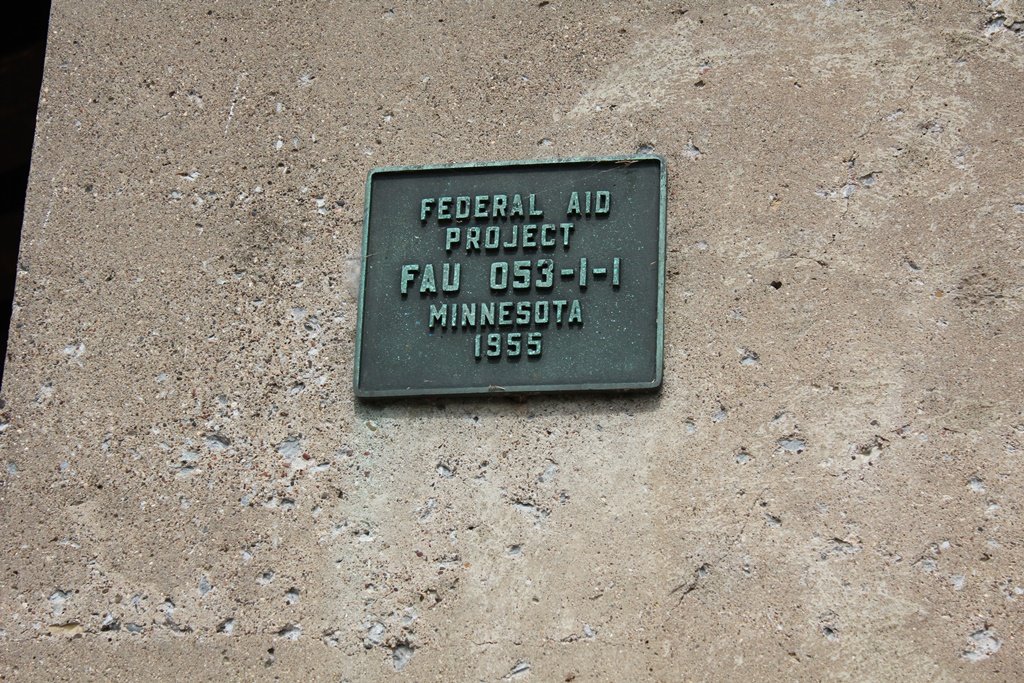 FEDERAL AID
PROJECT
FAU 053-1-1
MINNESOTA
1955